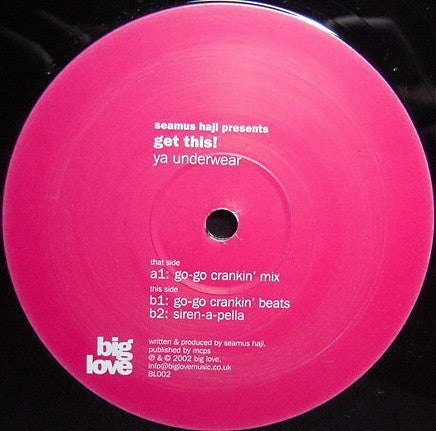 seamus haji presents
get this!
ya underwear
that side
a1: go-go crankin' mix
this side
b1: go-go crankin' beats
b2: siren-a-pella
big
love
written & produced by seamus haji.
published by mcps
℗ & © 2002 big love.
info@biglovemusic.co.uk
BL002